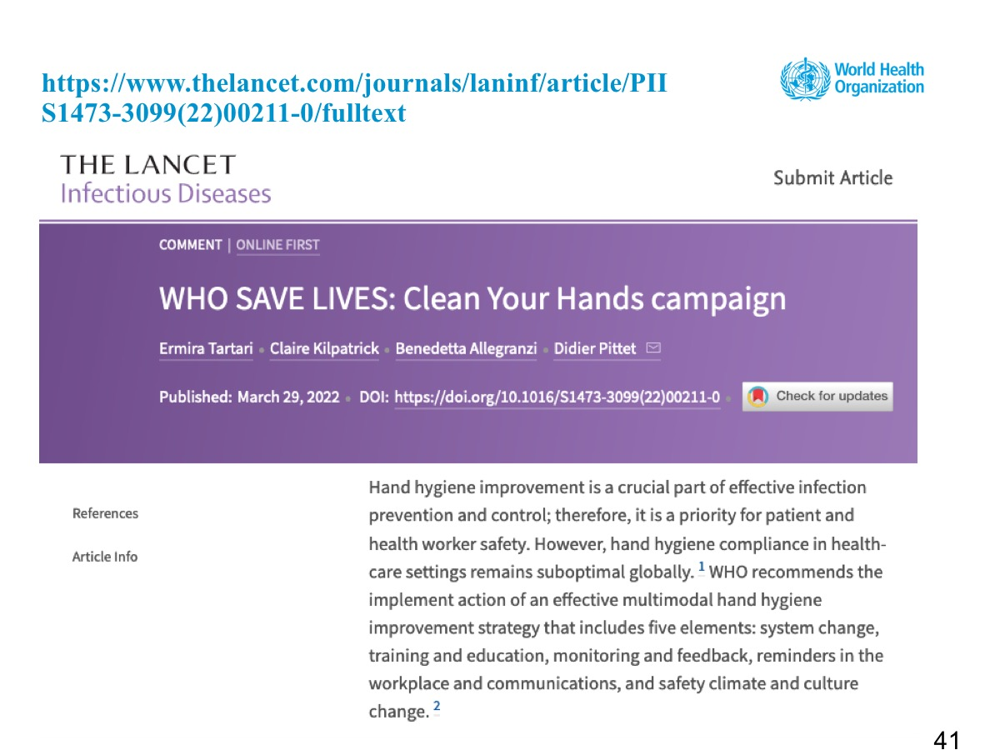 https://www.thelancet.com/journals/laninf/article/PII
S1473-3099(22)00211-0/fulltext
World Health
Organization
THE LANCET
Infectious Diseases
Submit Article
COMMENT | ONLINE FIRST
WHO SAVE LIVES: Clean Your Hands campaign
Ermira Tartari • Claire Kilpatrick • Benedetta Allegranzi • Didier Pittet
Published: March 29, 2022 • DOI: https://doi.org/10.1016/S1473-3099(22)00211-0 •
Check for updates
References
Article Info
Hand hygiene improvement is a crucial part of effective infection
prevention and control; therefore, it is a priority for patient and
health worker safety. However, hand hygiene compliance in health-
care settings remains suboptimal globally. 1 WHO recommends the
implement action of an effective multimodal hand hygiene
improvement strategy that includes five elements: system change,
training and education, monitoring and feedback, reminders in the
workplace and communications, and safety climate and culture
change. 2
41